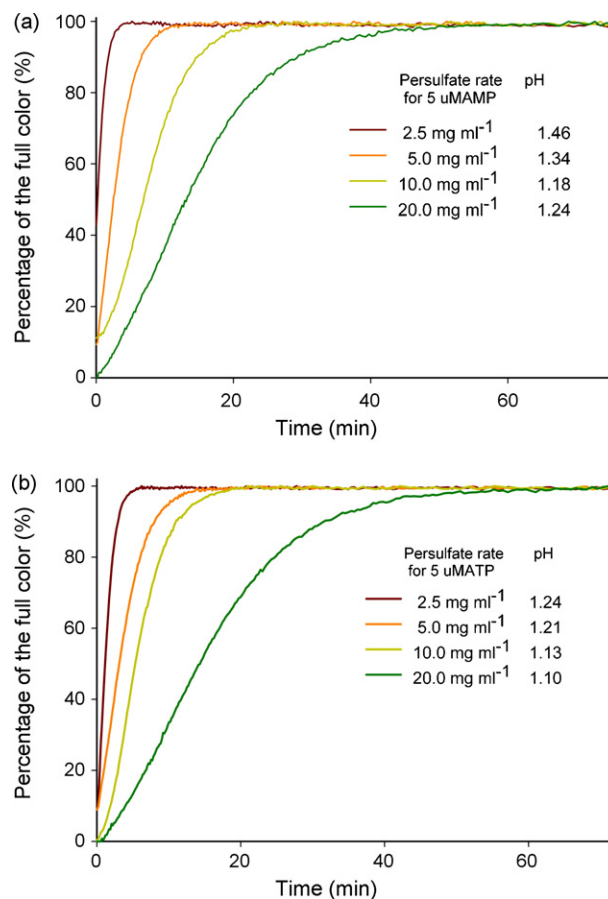 (a)
100
80
60
40
20
0
Percentage of the full color (%)
Persulfate rate pH
for 5 uMAMP
2.5 mg ml⁻¹ 1.46
5.0 mg ml⁻¹ 1.34
10.0 mg ml⁻¹ 1.18
20.0 mg ml⁻¹ 1.24
0 20 40 60
Time (min)
(b)
100
80
60
40
20
0
Percentage of the full color (%)
Persulfate rate pH
for 5 uMATP
2.5 mg ml⁻¹ 1.24
5.0 mg ml⁻¹ 1.21
10.0 mg ml⁻¹ 1.13
20.0 mg ml⁻¹ 1.10
0 20 40 60
Time (min)